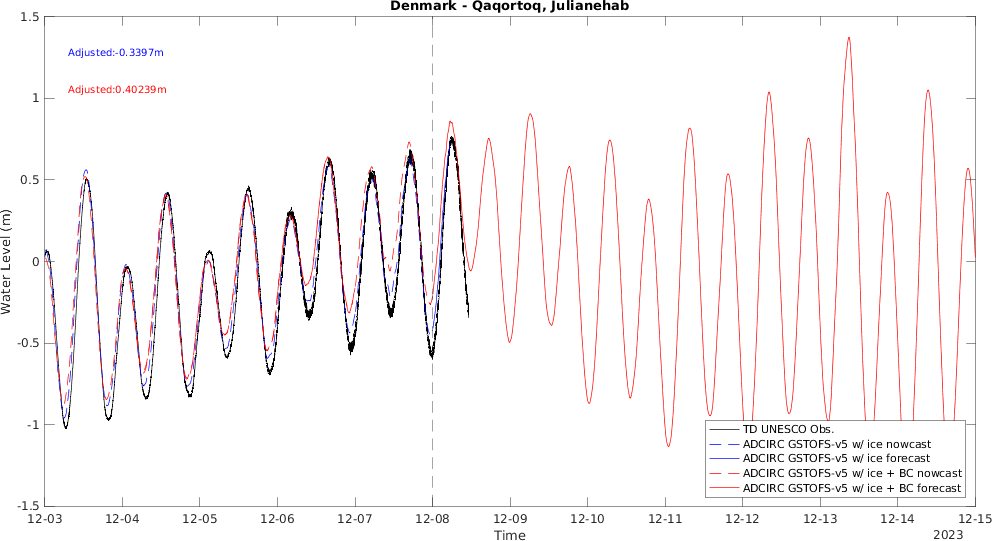 Denmark - Qaqortoq, Julianehab
Adjusted:-0.3397m
Adjusted:0.40239m
Water Level (m)
1.5
1
0.5
0
-0.5
-1
-1.5
TD UNESCO Obs.
ADCIRC GSTOFS-v5 w/ ice nowcast
ADCIRC GSTOFS-v5 w/ ice forecast
ADCIRC GSTOFS-v5 w/ ice + BC nowcast
ADCIRC GSTOFS-v5 w/ ice + BC forecast
12-03 12-04 12-05 12-06 12-07 12-08 12-09 12-10 12-11 12-12 12-13 12-14 12-15
Time
2023